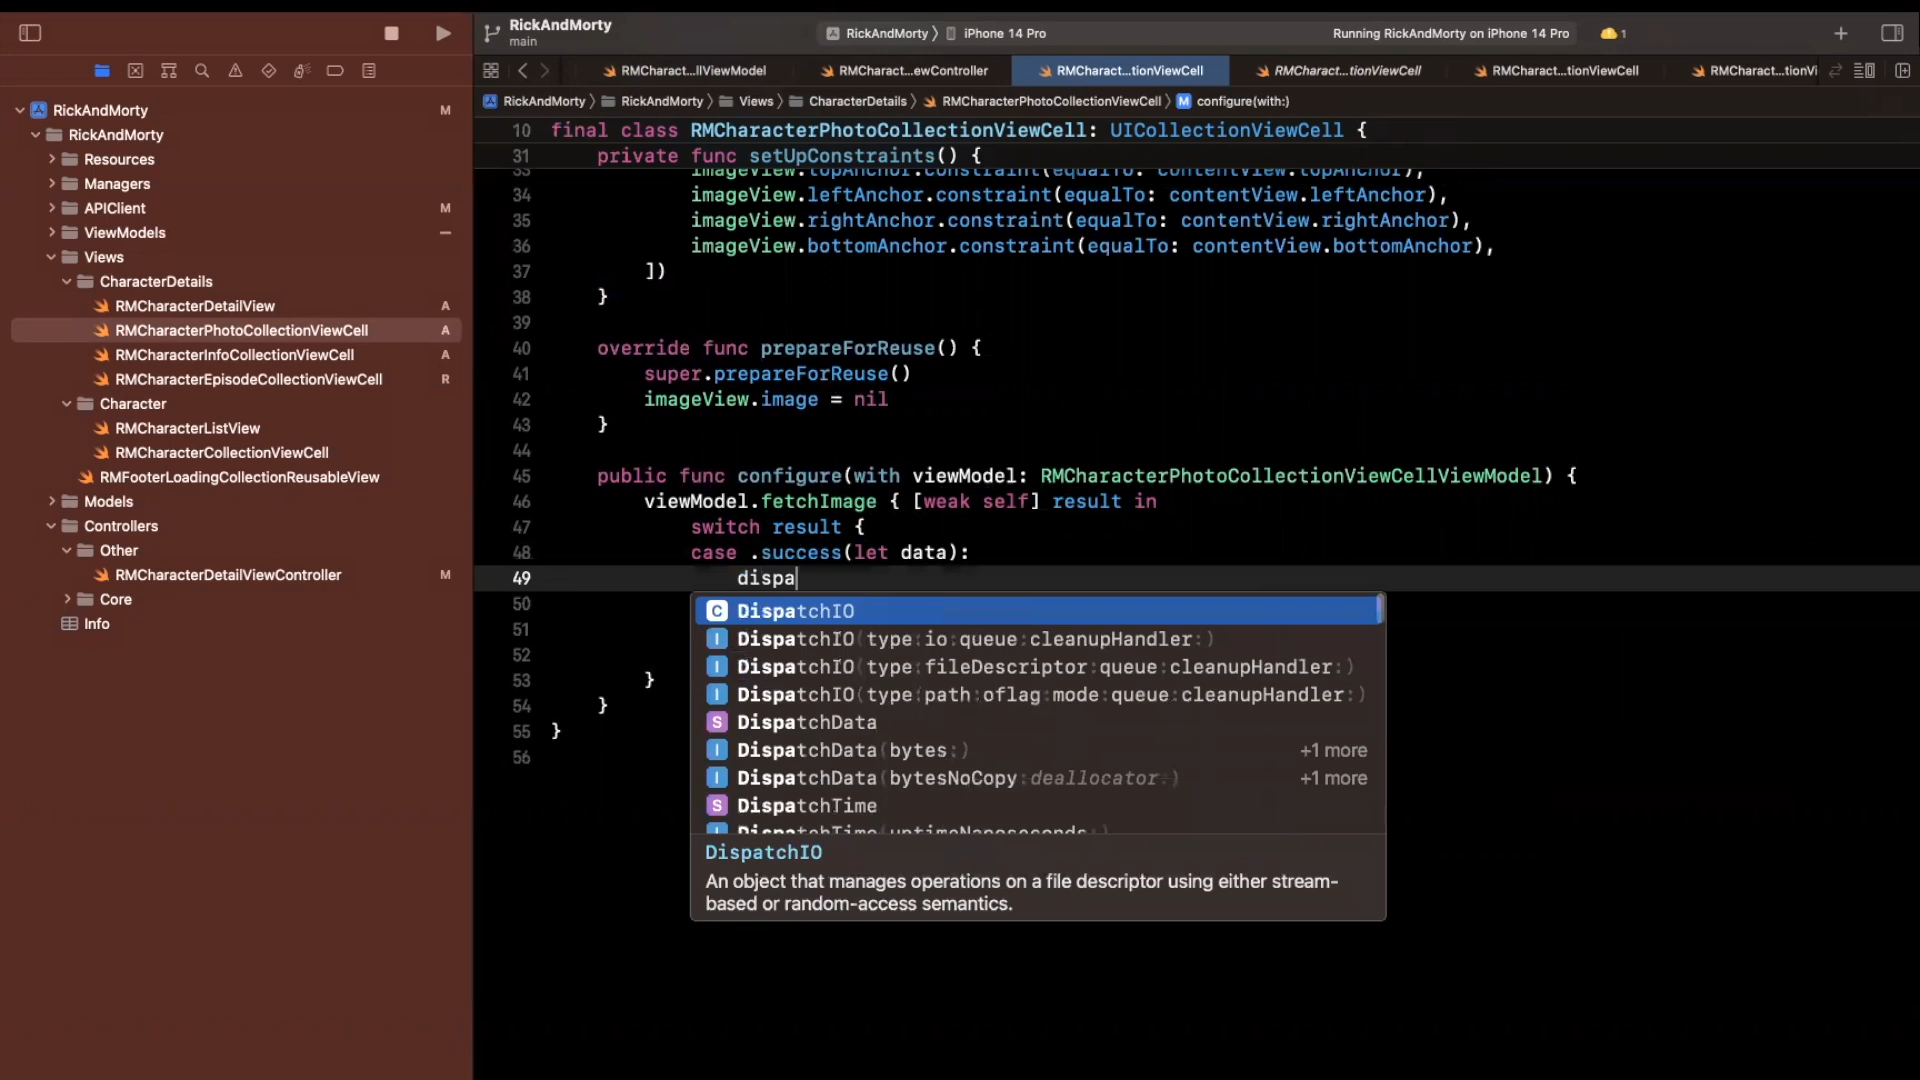 RickAndMorty
main
RickAndMorty
iPhone 14 Pro
Running RickAndMorty on iPhone 14 Pro
1
RMCharact...llViewModel
RMCharact...ewController
RMCharact...tionViewCell
RMCharact...tionViewCell
RMCharact...tionViewCell
RMCharact...tionVi
RickAndMorty
RickAndMorty
Views
CharacterDetails
RMCharacterPhotoCollectionViewCell
M configure(with:)
RickAndMorty M
RickAndMorty
Resources
Managers
APIClient M
ViewModels
Views
CharacterDetails
RMCharacterDetailView A
RMCharacterPhotoCollectionViewCell A
RMCharacterInfoCollectionViewCell A
RMCharacterEpisodeCollectionViewCell R
Character
RMCharacterListView
RMCharacterCollectionViewCell
RMFooterLoadingCollectionReusableView
Models
Controllers
Other
RMCharacterDetailViewController M
Core
Info
10 final class RMCharacterPhotoCollectionViewCell: UICollectionViewCell {
31 private func setUpConstraints() {
33 imageView.topAnchor.constraint(equalTo: contentView.topAnchor),
34 imageView.leftAnchor.constraint(equalTo: contentView.leftAnchor),
35 imageView.rightAnchor.constraint(equalTo: contentView.rightAnchor),
36 imageView.bottomAnchor.constraint(equalTo: contentView.bottomAnchor),
37 ])
38 }
39
40 override func prepareForReuse() {
41 super.prepareForReuse()
42 imageView.image = nil
43 }
44
45 public func configure(with viewModel: RMCharacterPhotoCollectionViewCellViewModel) {
46 viewModel.fetchImage { [weak self] result in
47 switch result {
48 case .success(let data):
49 dispa
50
51
52
53 }
54 }
55 }
56
C DispatchIO
I DispatchIO(type:io:queue:cleanupHandler:)
I DispatchIO(type:fileDescriptor:queue:cleanupHandler:)
I DispatchIO(type:path:oflag:mode:queue:cleanupHandler:)
S DispatchData
I DispatchData(bytes:) +1 more
I DispatchData(bytesNoCopy:deallocator:) +1 more
S DispatchTime
I DispatchTime(uptimeNanoseconds:)
DispatchIO
An object that manages operations on a file descriptor using either stream-
based or random-access semantics.